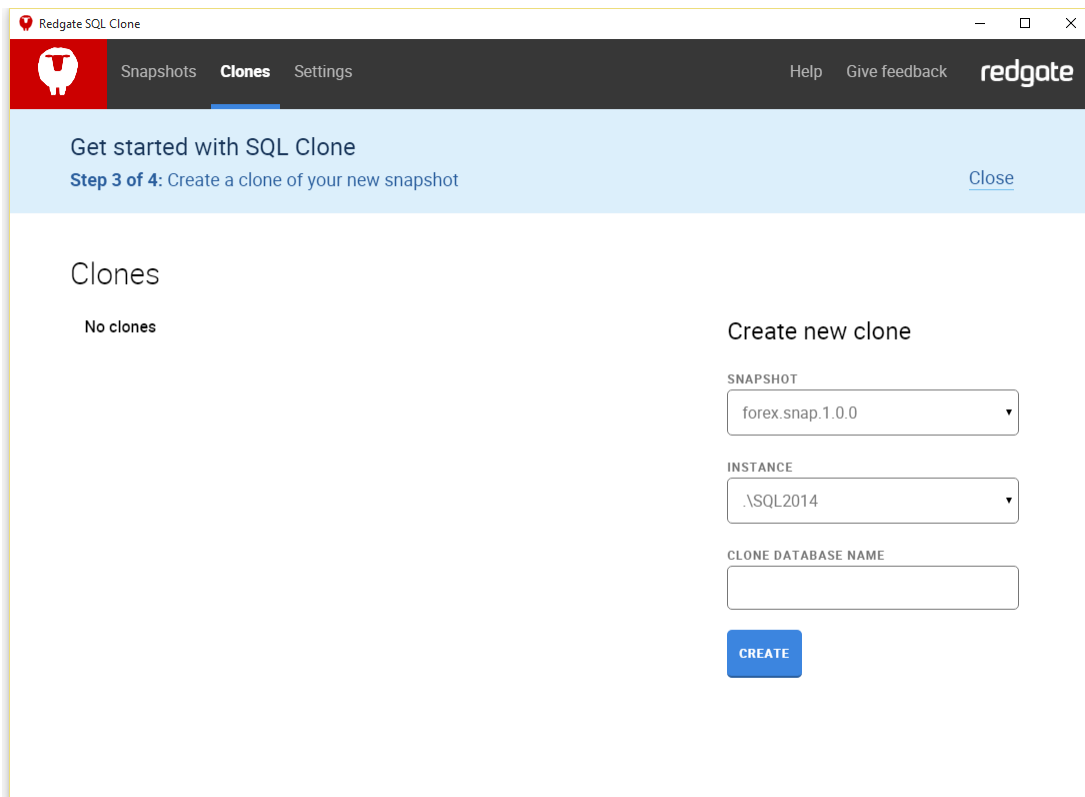 Redgate SQL Clone
Snapshots Clones Settings Help Give feedback redgate
Get started with SQL Clone
Step 3 of 4: Create a clone of your new snapshot
Close
Clones
No clones
Create new clone
SNAPSHOT
forex.snap.1.0.0
INSTANCE
.\SQL2014
CLONE DATABASE NAME
CREATE